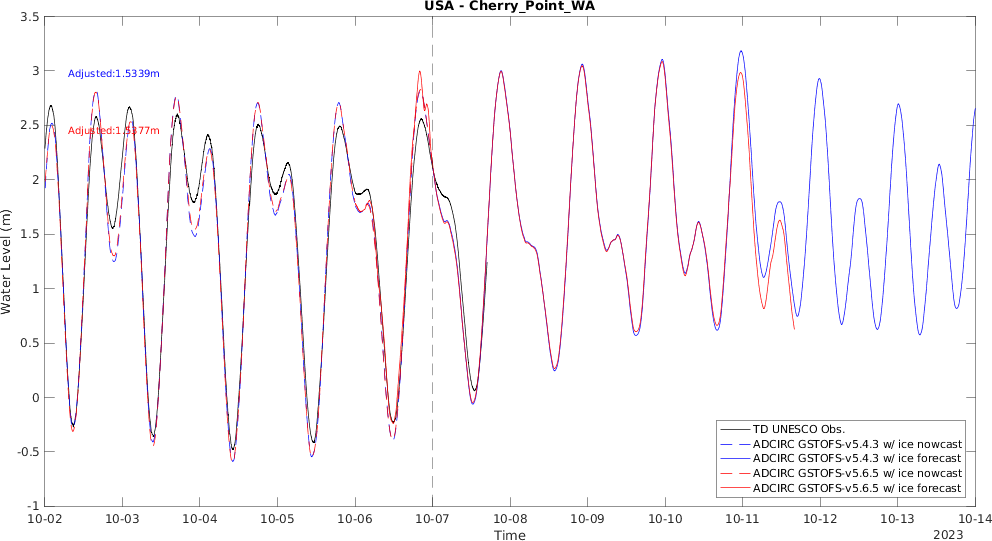 USA - Cherry_Point_WA
3.5
3
2.5
2
1.5
1
0.5
0
-0.5
-1
Water Level (m)
Adjusted:1.5339m
Adjusted:1.5377m
TD UNESCO Obs.
ADCIRC GSTOFS-v5.4.3 w/ ice nowcast
ADCIRC GSTOFS-v5.4.3 w/ ice forecast
ADCIRC GSTOFS-v5.6.5 w/ ice nowcast
ADCIRC GSTOFS-v5.6.5 w/ ice forecast
10-02 10-03 10-04 10-05 10-06 10-07 10-08 10-09 10-10 10-11 10-12 10-13 10-14
Time
2023